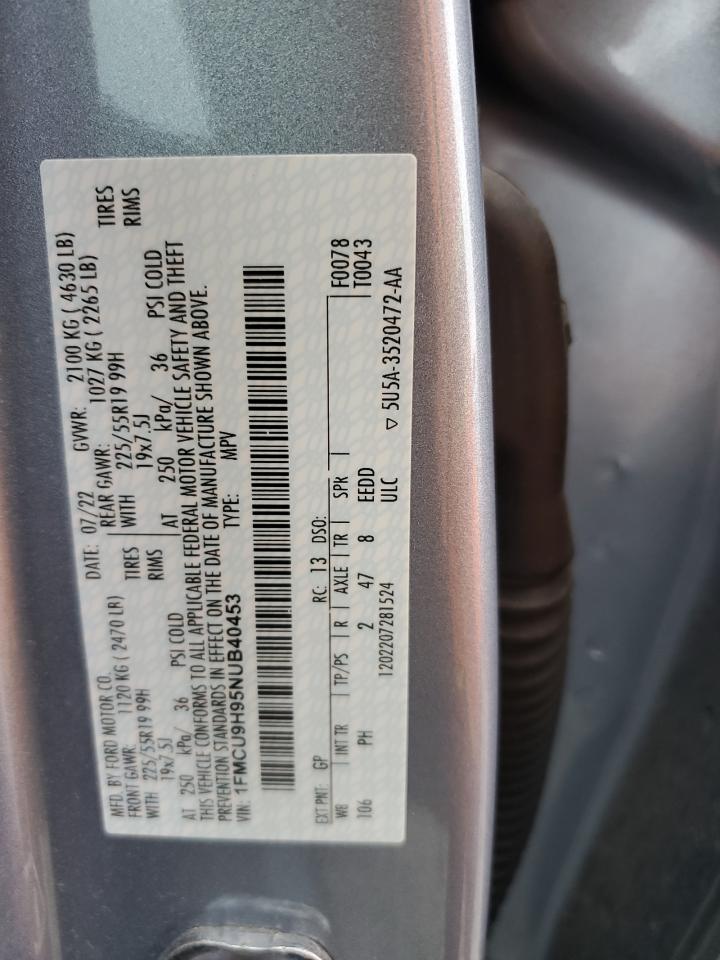 MFD. BY FORD MOTOR CO. DATE: 07/22 GVWR: 2100 KG ( 4630 LB)
FRONT GAWR: 1120 KG ( 2470 LB) REAR GAWR: 1027 KG ( 2265 LB)
WITH 225/55R19 99H TIRES WITH 225/55R19 99H TIRES
19x7.5J RIMS 19x7.5J RIMS
AT 250 kPa/ 36 PSI COLD AT 250 kPa/ 36 PSI COLD
THIS VEHICLE CONFORMS TO ALL APPLICABLE FEDERAL MOTOR VEHICLE SAFETY AND THEFT
PREVENTION STANDARDS IN EFFECT ON THE DATE OF MANUFACTURE SHOWN ABOVE.
VIN: 1FMCU9H95NUB40453 TYPE: MPV
EXT PNT: GP RC: 13 DSO: F0078
WB INT TR TP/PS R AXLE TR SPR T0043
106 PH 2 47 8 EEDD
1202207281524 ULC ▽ 5U5A-3520472-AA